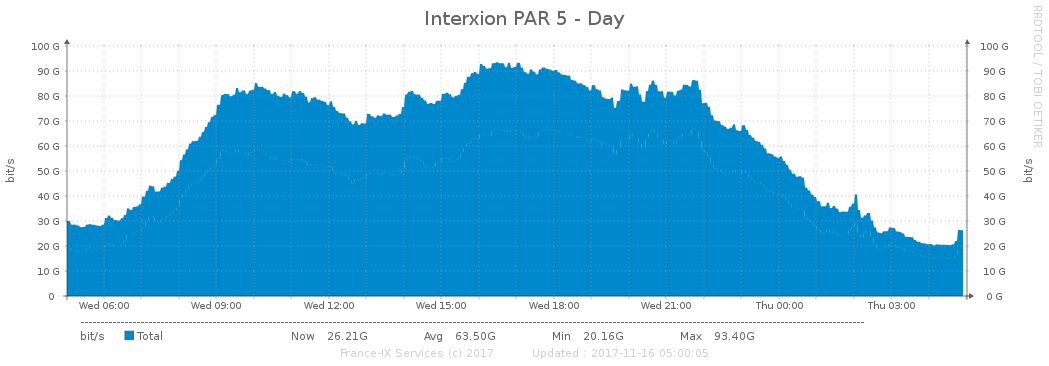 Interxion PAR 5 - Day
RRDTOOL / TOBI OETIKER
100 G 100 G
90 G 90 G
80 G 80 G
70 G 70 G
60 G 60 G
50 G 50 G
40 G 40 G
30 G 30 G
20 G 20 G
10 G 10 G
0 0 G
bit/s
bit/s
Wed 06:00 Wed 09:00 Wed 12:00 Wed 15:00 Wed 18:00 Wed 21:00 Thu 00:00 Thu 03:00
bit/s Total Now 26.21G Avg 63.50G Min 20.16G Max 93.40G
France-IX Services (c) 2017 Updated : 2017-11-16 05:00:05